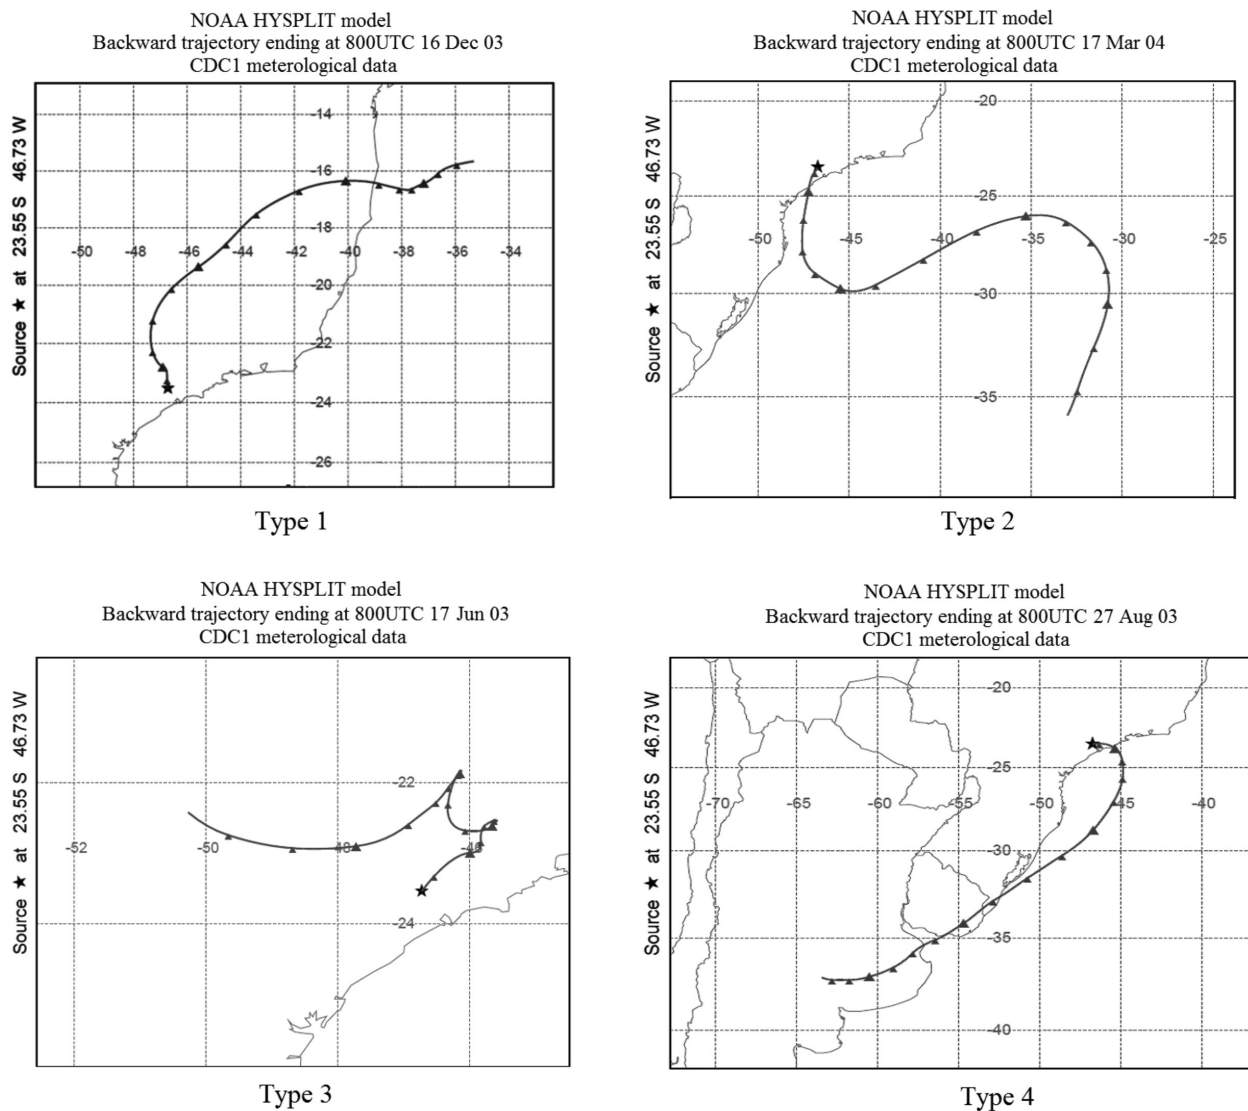 NOAA HYSPLIT model
Backward trajectory ending at 800UTC 16 Dec 03
CDC1 meterological data
Source ★ at 23.55 S 46.73 W
-14
-16
-18
-50 -48 -46 -44 -42 -40 -38 -36 -34
-20
-22
-24
-26
Type 1
NOAA HYSPLIT model
Backward trajectory ending at 800UTC 17 Mar 04
CDC1 meterological data
Source ★ at 23.55 S 46.73 W
-20
-25
-50 -45 -40 -35 -30 -25
-30
-35
Type 2
NOAA HYSPLIT model
Backward trajectory ending at 800UTC 17 Jun 03
CDC1 meterological data
Source ★ at 23.55 S 46.73 W
-22
-52 -50 -48 -46
-24
Type 3
NOAA HYSPLIT model
Backward trajectory ending at 800UTC 27 Aug 03
CDC1 meterological data
Source ★ at 23.55 S 46.73 W
-20
-25
-70 -65 -60 -55 -50 -45 -40
-30
-35
-40
Type 4